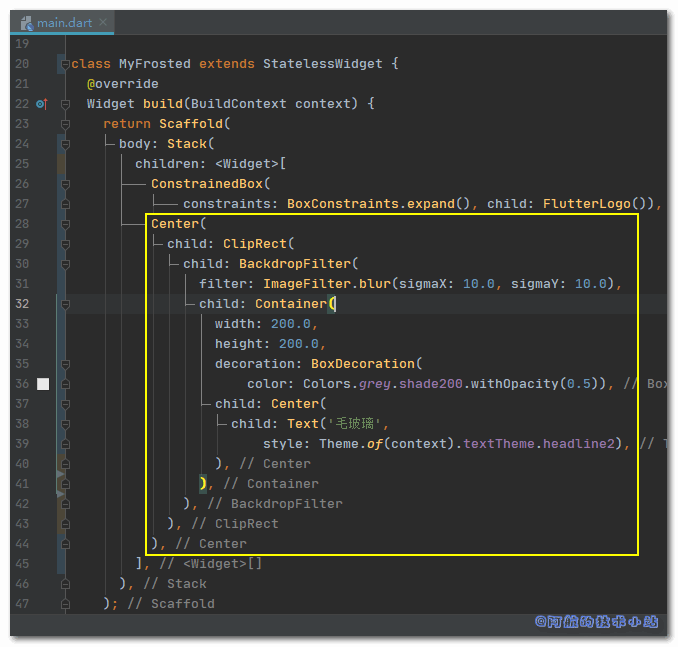 main.dart
19
20 class MyFrosted extends StatelessWidget {
21 @override
22 Widget build(BuildContext context) {
23 return Scaffold(
24 body: Stack(
25 children: <Widget>[
26 ConstrainedBox(
27 constraints: BoxConstraints.expand(), child: FlutterLogo()),
28 Center(
29 child: ClipRect(
30 child: BackdropFilter(
31 filter: ImageFilter.blur(sigmaX: 10.0, sigmaY: 10.0),
32 child: Container(
33 width: 200.0,
34 height: 200.0,
35 decoration: BoxDecoration(
36 color: Colors.grey.shade200.withOpacity(0.5)), // Box
37 child: Center(
38 child: Text('毛玻璃',
39 style: Theme.of(context).textTheme.headline2), // T
40 ), // Center
41 ), // Container
42 ), // BackdropFilter
43 ), // ClipRect
44 ), // Center
45 ], // <Widget>[]
46 ), // Stack
47 ); // Scaffold
@阿航的技术小站